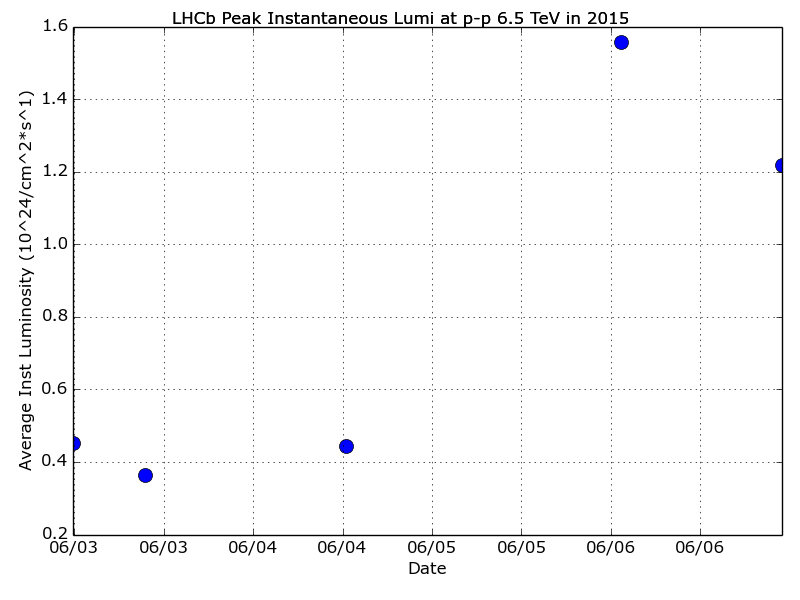 LHCb Peak Instantaneous Lumi at p-p 6.5 TeV in 2015
Average Inst Luminosity (10^24/cm^2*s^1)
1.6
1.4
1.2
1.0
0.8
0.6
0.4
0.2
06/03 06/03 06/04 06/04 06/05 06/05 06/06 06/06
Date